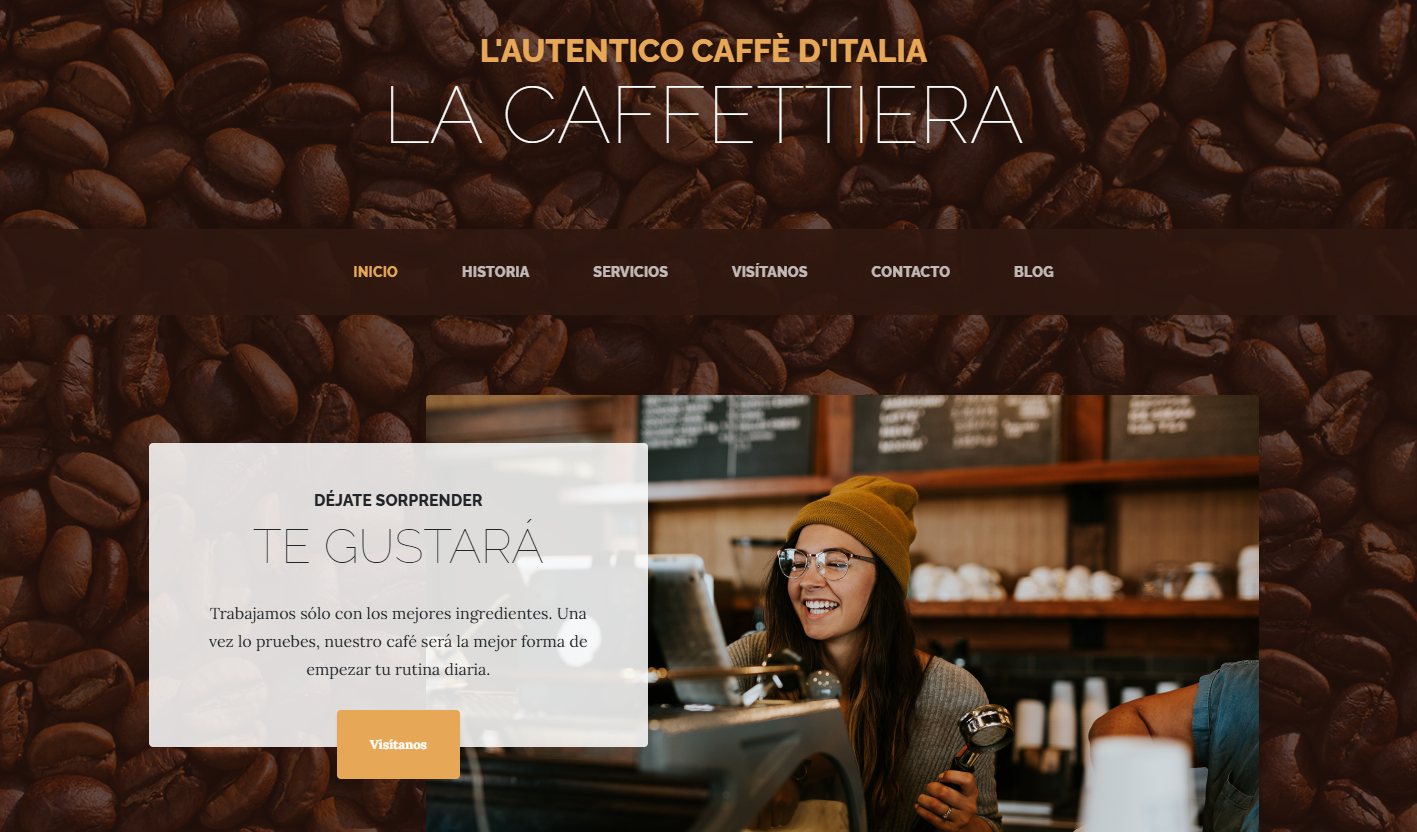 L'AUTENTICO CAFFÈ D'ITALIA
LA CAFFETTIERA
INICIO HISTORIA SERVICIOS VISÍTANOS CONTACTO BLOG
DÉJATE SORPRENDER
TE GUSTARÁ
Trabajamos sólo con los mejores ingredientes. Una
vez lo pruebes, nuestro café será la mejor forma de
empezar tu rutina diaria.
Visítanos